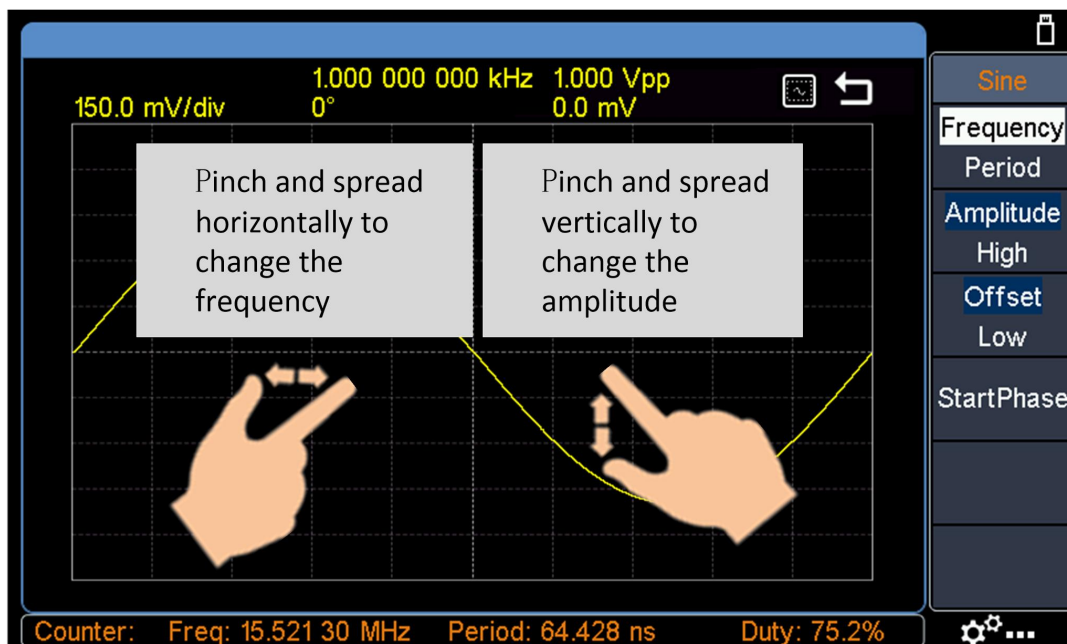 1.000 000 000 kHz 1.000 Vpp
150.0 mV/div 0° 0.0 mV
Pinch and spread
horizontally to
change the
frequency
Pinch and spread
vertically to
change the
amplitude
Sine
Frequency
Period
Amplitude
High
Offset
Low
StartPhase
Counter: Freq: 15.521 30 MHz Period: 64.428 ns Duty: 75.2%